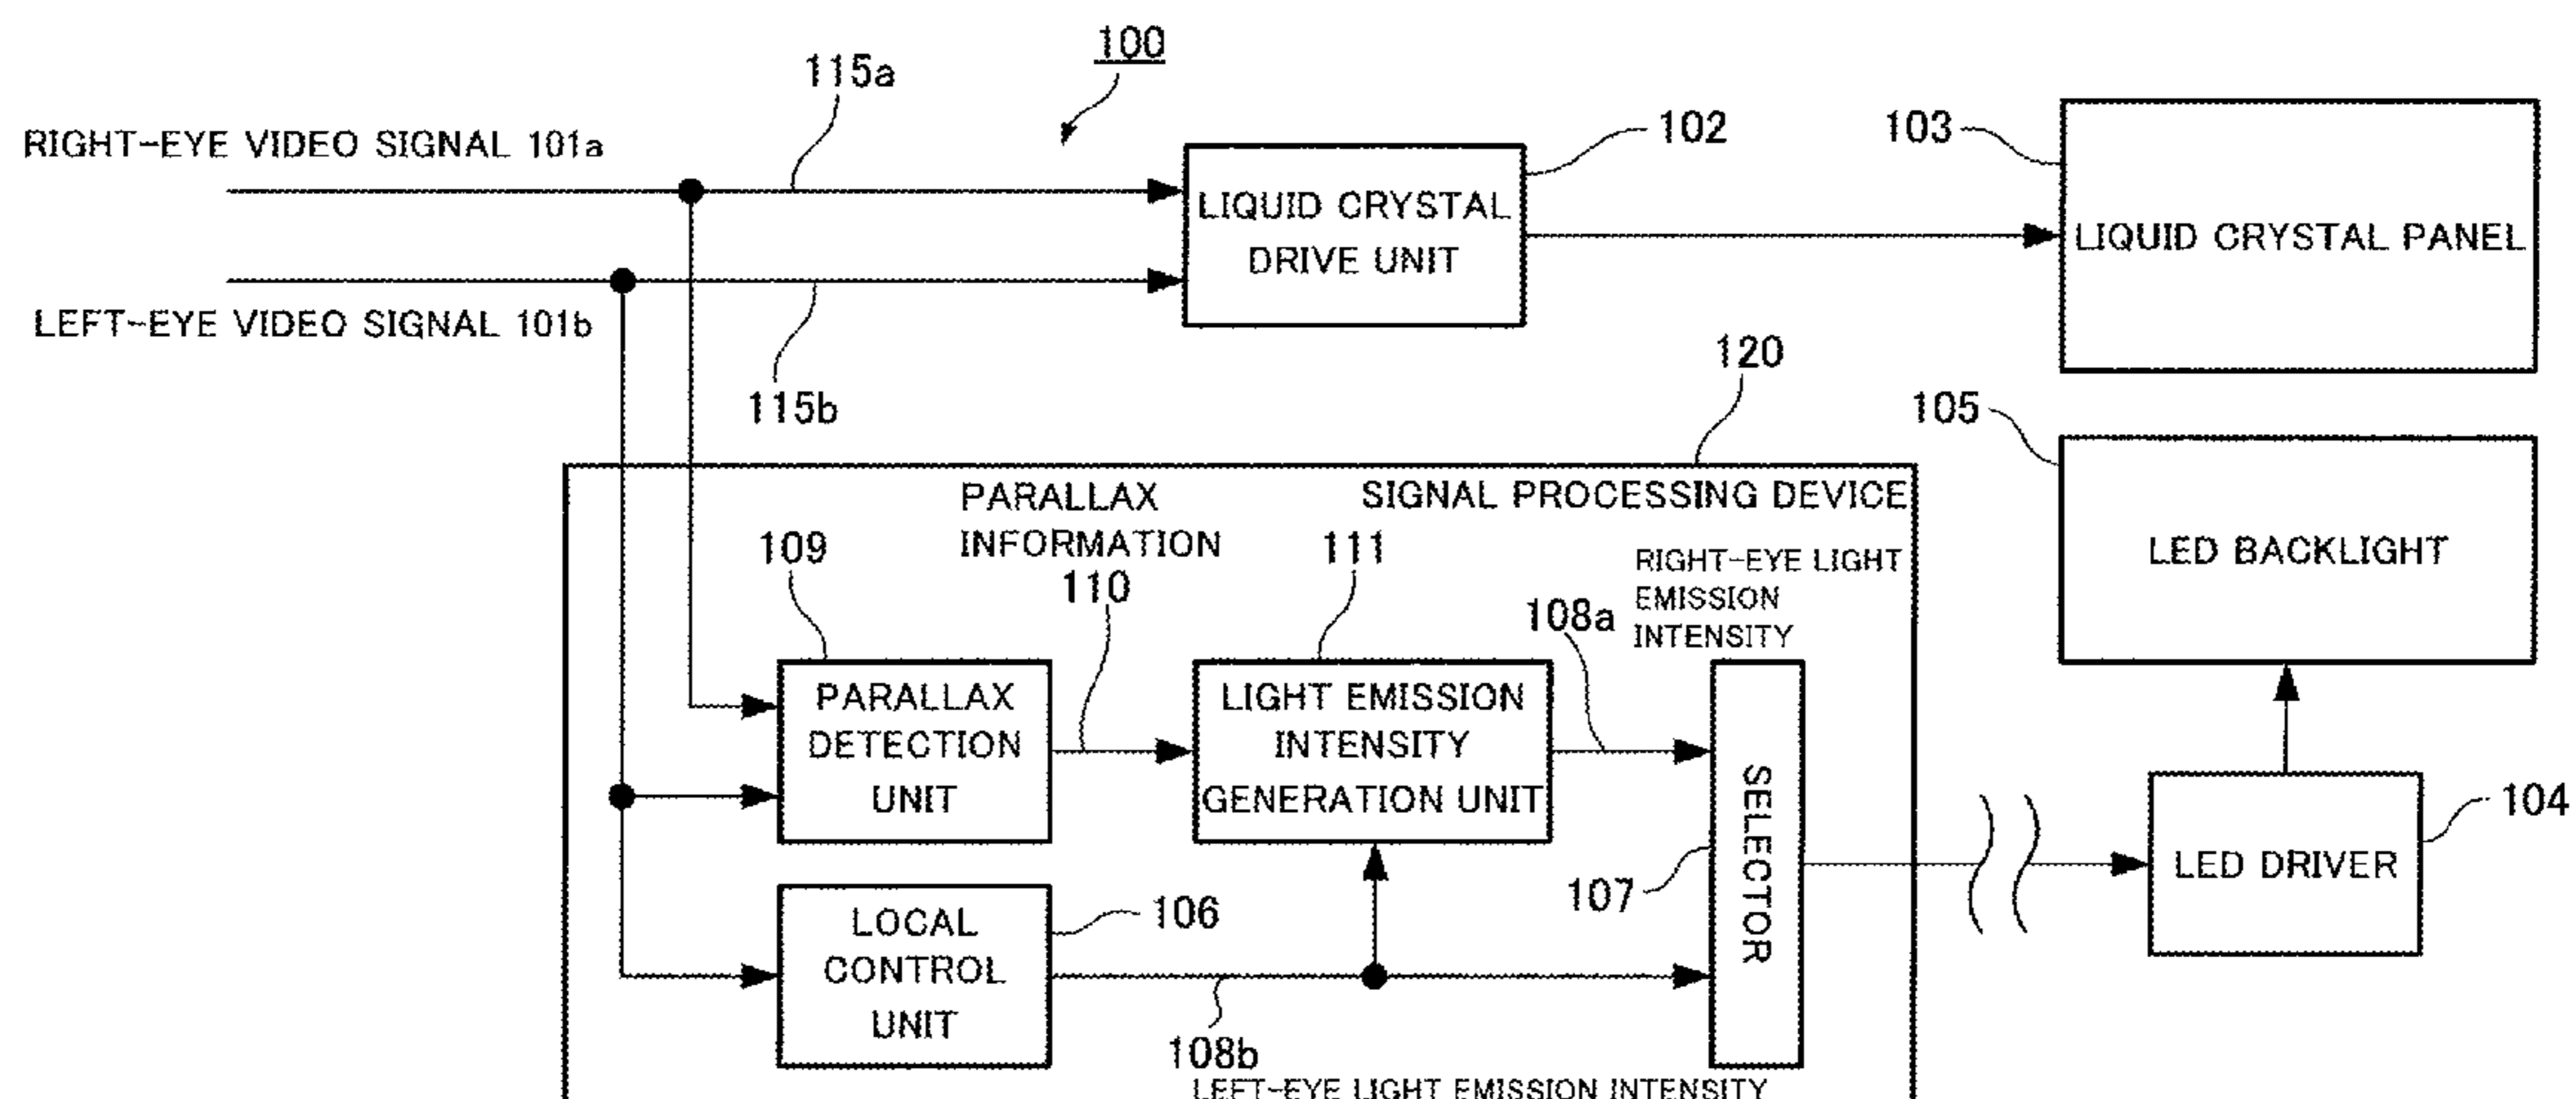 100
115a
RIGHT-EYE VIDEO SIGNAL 101a
102
103
LIQUID CRYSTAL
DRIVE UNIT
LIQUID CRYSTAL PANEL
LEFT-EYE VIDEO SIGNAL 101b
115b
120
105
PARALLAX
INFORMATION
110
SIGNAL PROCESSING DEVICE
109
111
RIGHT-EYE LIGHT
EMISSION
INTENSITY
108a
LED BACKLIGHT
PARALLAX
DETECTION
UNIT
LIGHT EMISSION
INTENSITY
GENERATION UNIT
SELECTOR
107
LED DRIVER
104
LOCAL
CONTROL
UNIT
106
108b
LEFT-EYE LIGHT EMISSION INTENSITY